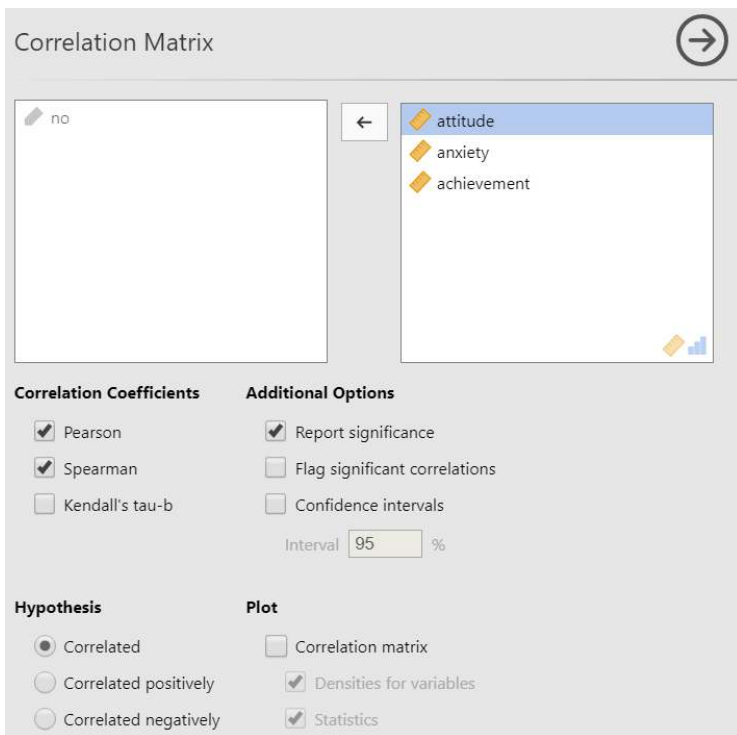 Correlation Matrix
no
attitude
anxiety
achievement
Correlation Coefficients
Pearson
Spearman
Kendall's tau-b
Additional Options
Report significance
Flag significant correlations
Confidence intervals
Interval 95 %
Hypothesis
Correlated
Correlated positively
Correlated negatively
Plot
Correlation matrix
Densities for variables
Statistics